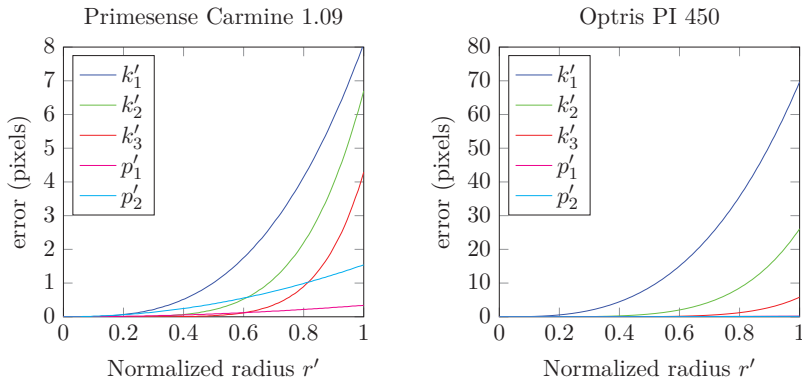 Primesense Carmine 1.09
8
7
6
5
4
3
2
1
0
error (pixels)
k′1
k′2
k′3
p′1
p′2
0 0.2 0.4 0.6 0.8 1
Normalized radius r′
Optris PI 450
80
70
60
50
40
30
20
10
0
error (pixels)
k′1
k′2
k′3
p′1
p′2
0 0.2 0.4 0.6 0.8 1
Normalized radius r′